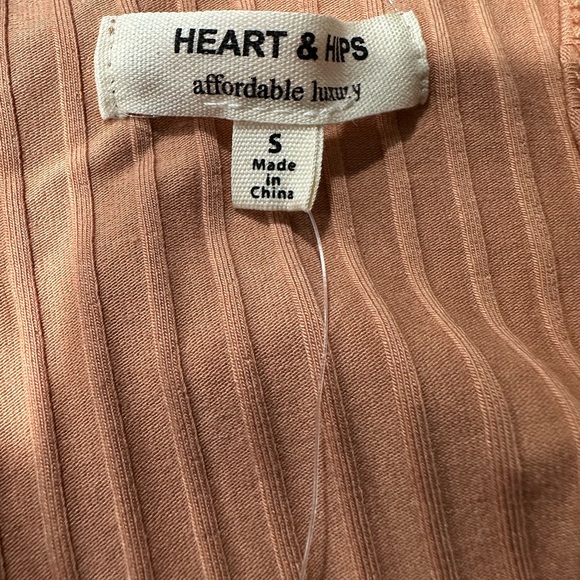 HEART & HIPS
affordable luxury
S
Made
in
China